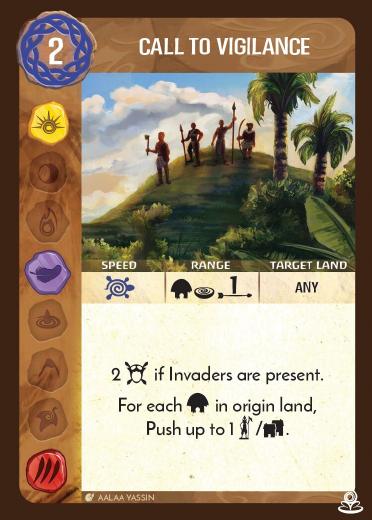 2
CALL TO VIGILANCE
SPEED RANGE TARGET LAND
1 ANY
2 if Invaders are present.
For each in origin land,
Push up to 1 / .
AALAA YASSIN